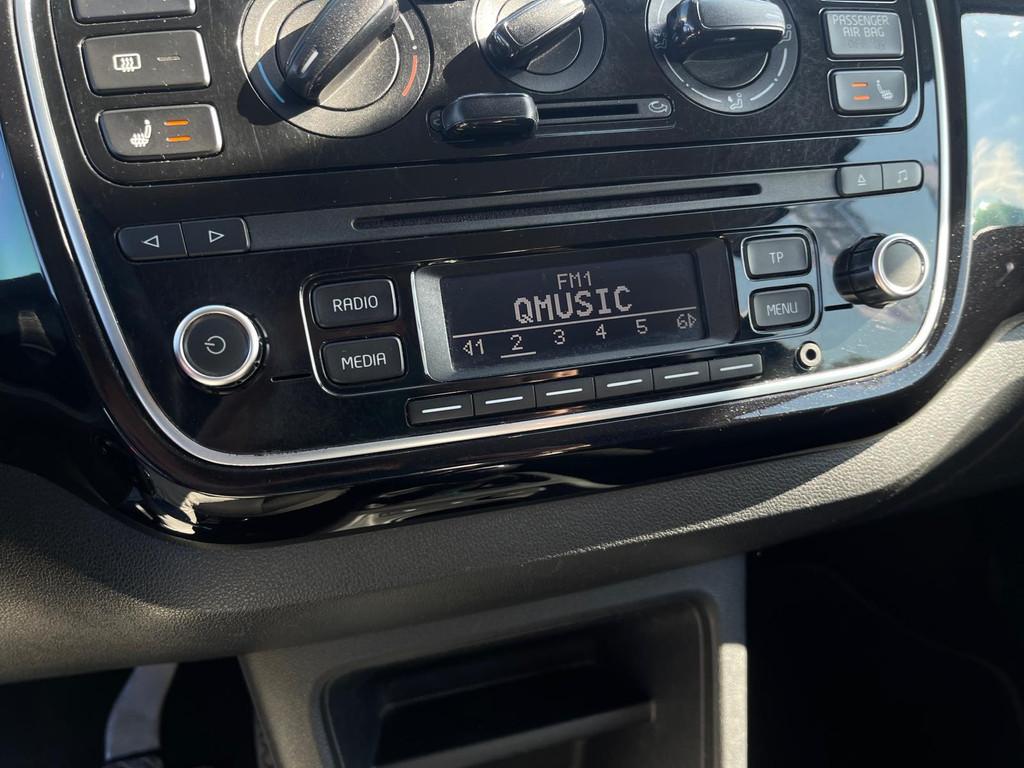 PASSENGER
AIR BAG
RADIO
MEDIA
FM1
QMUSIC
1 2 3 4 5 6
TP
MENU